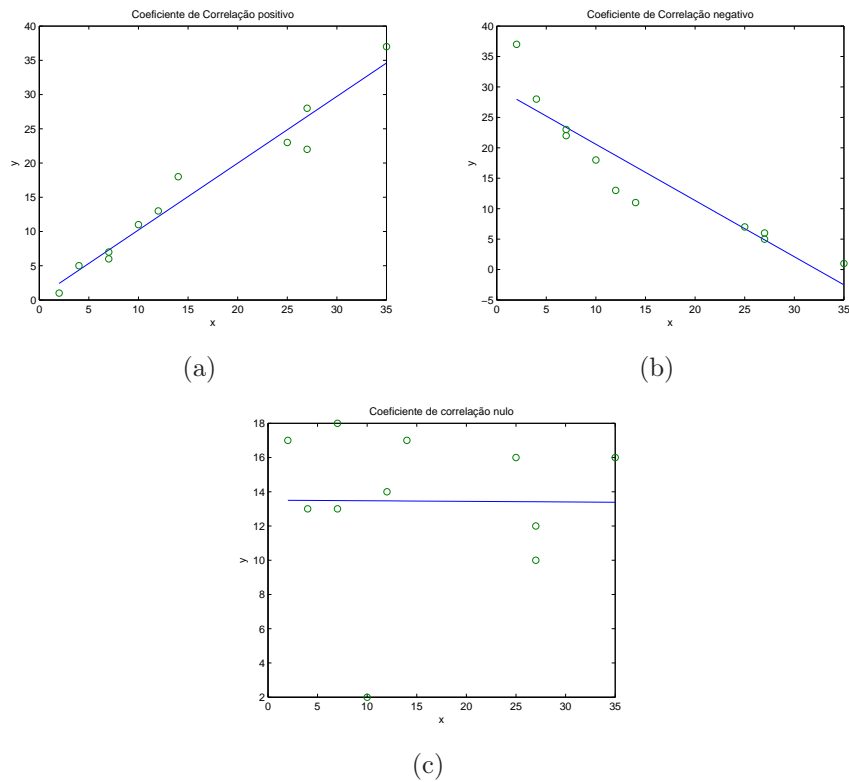 Coeficiente de Correlação positivo
40
35
30
25
20
15
10
5
0
y
0 5 10 15 20 25 30 35
x
(a)
Coeficiente de Correlação negativo
40
35
30
25
20
15
10
5
0
−5
y
0 5 10 15 20 25 30 35
x
(b)
Coeficiente de correlação nulo
18
16
14
12
10
8
6
4
2
y
0 5 10 15 20 25 30 35
x
(c)